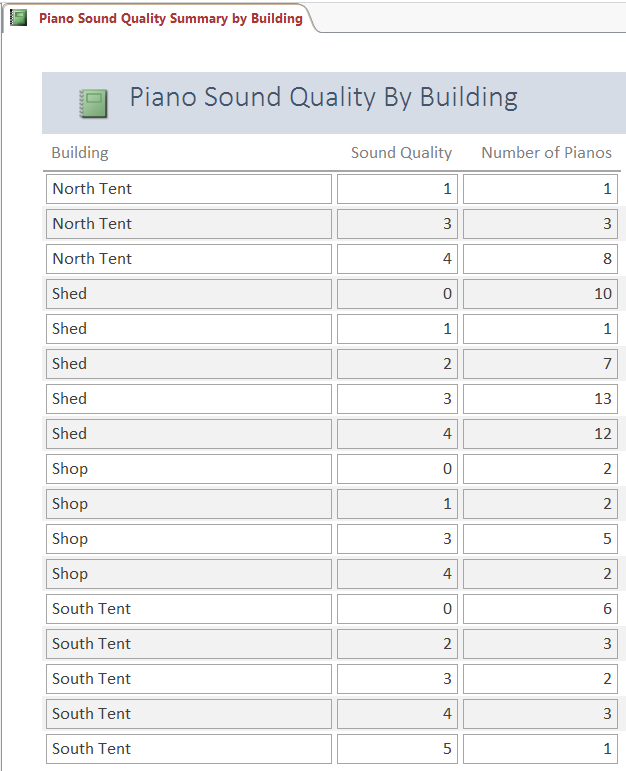 Piano Sound Quality Summary by Building
Piano Sound Quality By Building
Building Sound Quality Number of Pianos
North Tent 1 1
North Tent 3 3
North Tent 4 8
Shed 0 10
Shed 1 1
Shed 2 7
Shed 3 13
Shed 4 12
Shop 0 2
Shop 1 2
Shop 3 5
Shop 4 2
South Tent 0 6
South Tent 2 3
South Tent 3 2
South Tent 4 3
South Tent 5 1